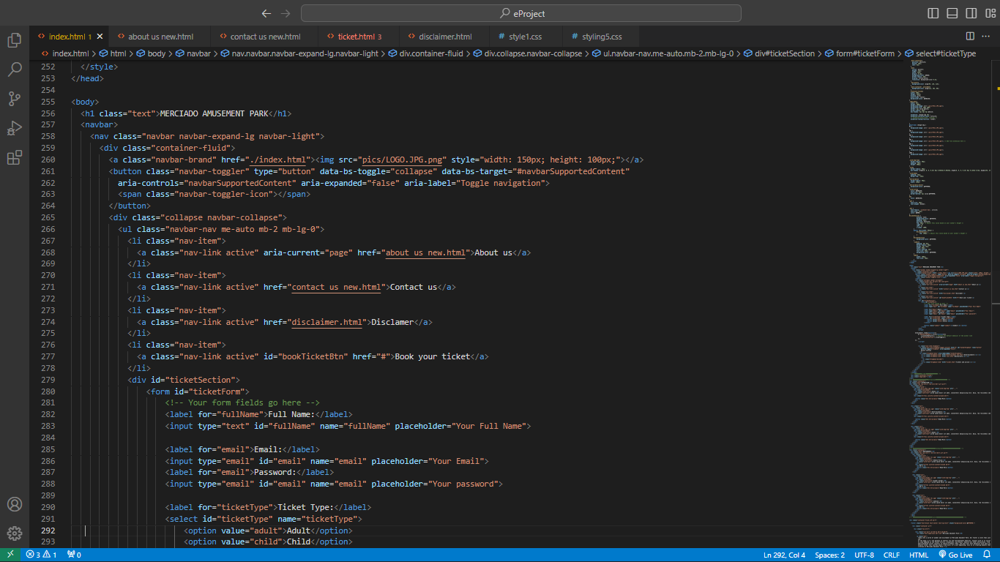 eProject
index.html 1
about us new.html
contact us new.html
ticket.html 3
disclaimer.html
# style1.css
# styling5.css
index.html > html > body > navbar > nav.navbar.navbar-expand-lg.navbar-light > div.container-fluid > div.collapse.navbar-collapse > ul.navbar-nav.me-auto.mb-2.mb-lg-0 > div#ticketSection > form#ticketForm > select#ticketType
252 </style>
253 </head>
254
255 <body>
256 <h1 class="text">MERCIADO AMUSEMENT PARK</h1>
257 <navbar>
258 <nav class="navbar navbar-expand-lg navbar-light">
259 <div class="container-fluid">
260 <a class="navbar-brand" href="./index.html"><img src="pics/LOGO.JPG.png" style="width: 150px; height: 100px;"></a>
261 <button class="navbar-toggler" type="button" data-bs-toggle="collapse" data-bs-target="#navbarSupportedContent"
262 aria-controls="navbarSupportedContent" aria-expanded="false" aria-label="Toggle navigation">
263 <span class="navbar-toggler-icon"></span>
264 </button>
265 <div class="collapse navbar-collapse">
266 <ul class="navbar-nav me-auto mb-2 mb-lg-0">
267 <li class="nav-item">
268 <a class="nav-link active" aria-current="page" href="about us new.html">About us</a>
269 </li>
270 <li class="nav-item">
271 <a class="nav-link active" href="contact us new.html">Contact us</a>
272 </li>
273 <li class="nav-item">
274 <a class="nav-link active" href="disclaimer.html">Disclamer</a>
275 </li>
276 <li class="nav-item">
277 <a class="nav-link active" id="bookTicketBtn" href="#">Book your ticket</a>
278 </li>
279 <div id="ticketSection">
280 <form id="ticketForm">
281 <!-- Your form fields go here -->
282 <label for="fullName">Full Name:</label>
283 <input type="text" id="fullName" name="fullName" placeholder="Your Full Name">
284
285 <label for="email">Email:</label>
286 <input type="email" id="email" name="email" placeholder="Your Email">
287 <label for="email">Password:</label>
288 <input type="email" id="email" name="email" placeholder="Your password">
289
290 <label for="ticketType">Ticket Type:</label>
291 <select id="ticketType" name="ticketType">
292 <option value="adult">Adult</option>
293 <option value="child">Child</option>
3 1 0 Ln 292, Col 4 Spaces: 2 UTF-8 CRLF HTML Go Live